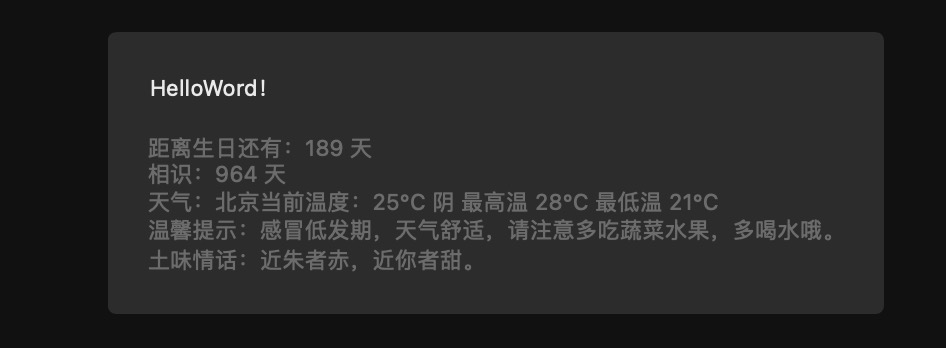 HelloWord！
距离生日还有：189 天
相识：964 天
天气：北京当前温度：25°C 阴 最高温 28°C 最低温 21°C
温馨提示：感冒低发期，天气舒适，请注意多吃蔬菜水果，多喝水哦。
土味情话：近朱者赤，近你者甜。